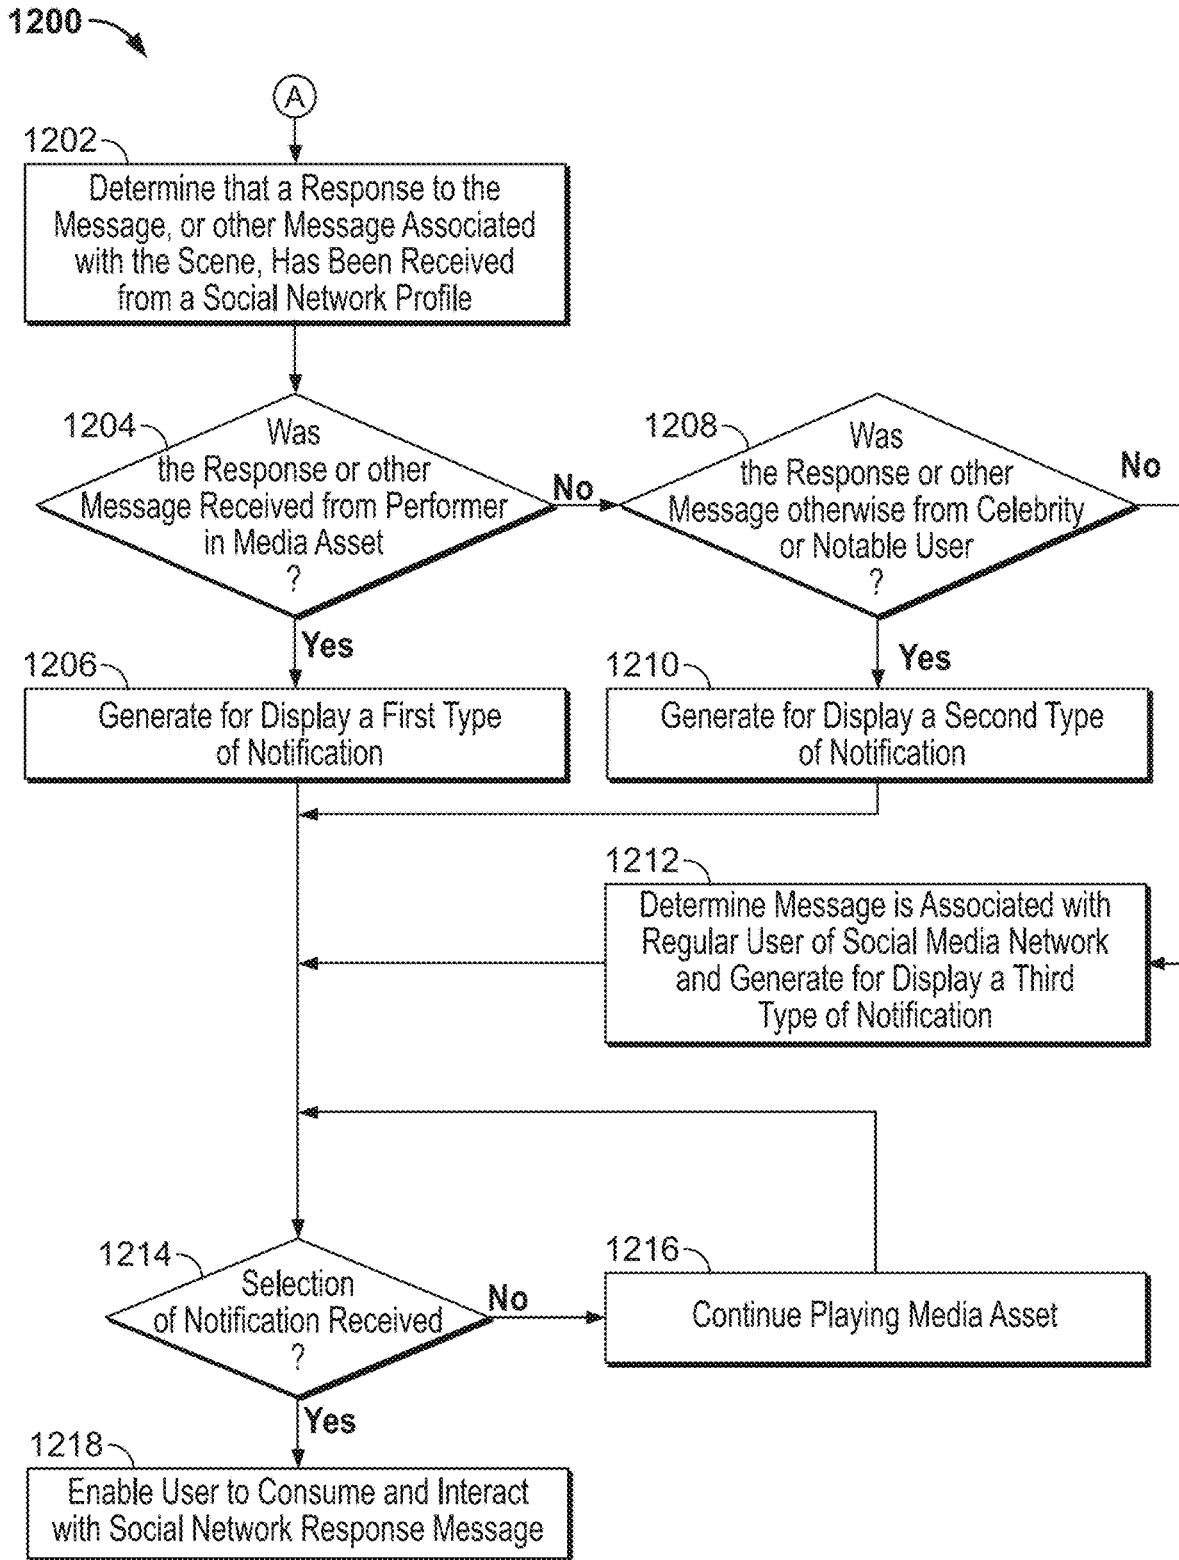 1200
A
1202
Determine that a Response to the
Message, or other Message Associated
with the Scene, Has Been Received
from a Social Network Profile
1204
Was
the Response or other
Message Received from Performer
in Media Asset
?
No
1208
Was
the Response or other
Message otherwise from Celebrity
or Notable User
?
No
Yes
1206
Generate for Display a First Type
of Notification
Yes
1210
Generate for Display a Second Type
of Notification
1212
Determine Message is Associated with
Regular User of Social Media Network
and Generate for Display a Third
Type of Notification
1214
Selection
of Notification Received
?
No
1216
Continue Playing Media Asset
Yes
1218
Enable User to Consume and Interact
with Social Network Response Message